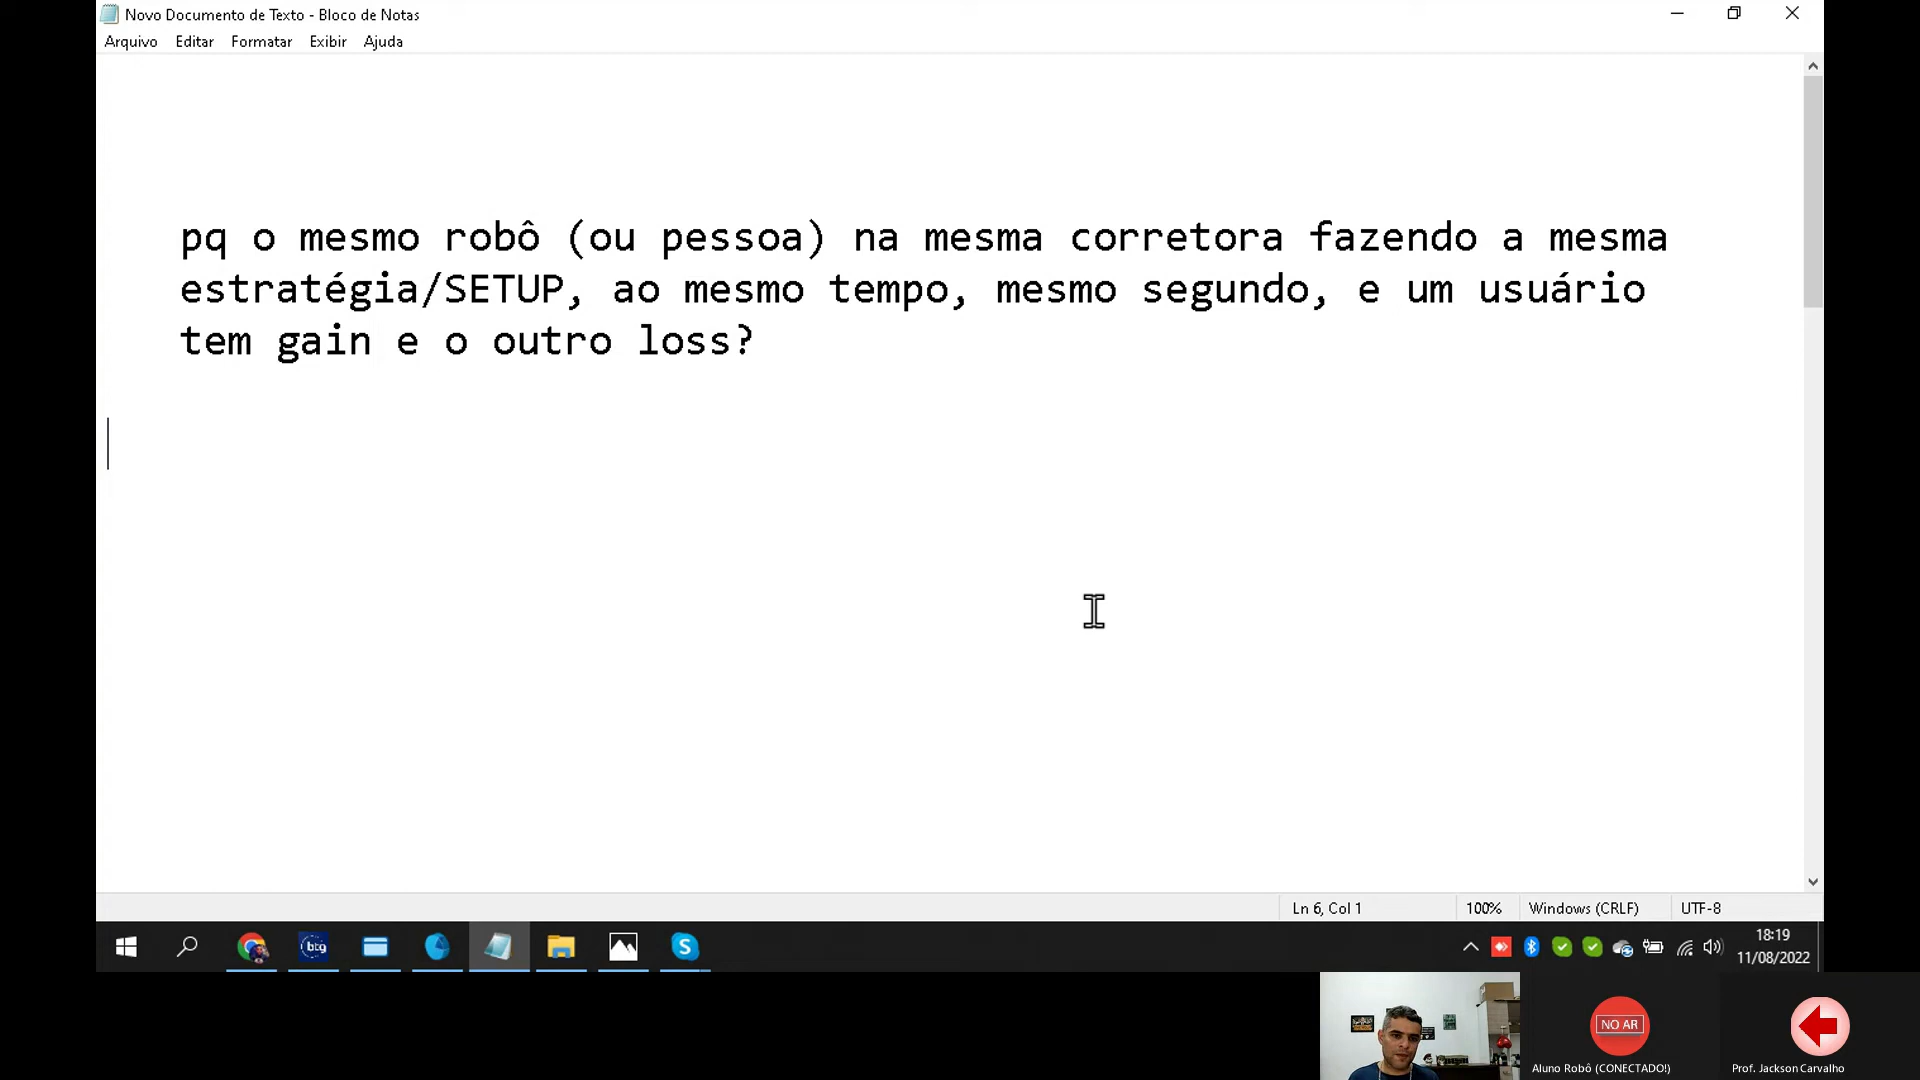 Novo Documento de Texto - Bloco de Notas
Arquivo Editar Formatar Exibir Ajuda
pq o mesmo robô (ou pessoa) na mesma corretora fazendo a mesma
estratégia/SETUP, ao mesmo tempo, mesmo segundo, e um usuário
tem gain e o outro loss?
Ln 6, Col 1 100% Windows (CRLF) UTF-8
btg S 18:19
11/08/2022
NO AR
Aluno Robô (CONECTADO!) Prof. Jackson Carvalho